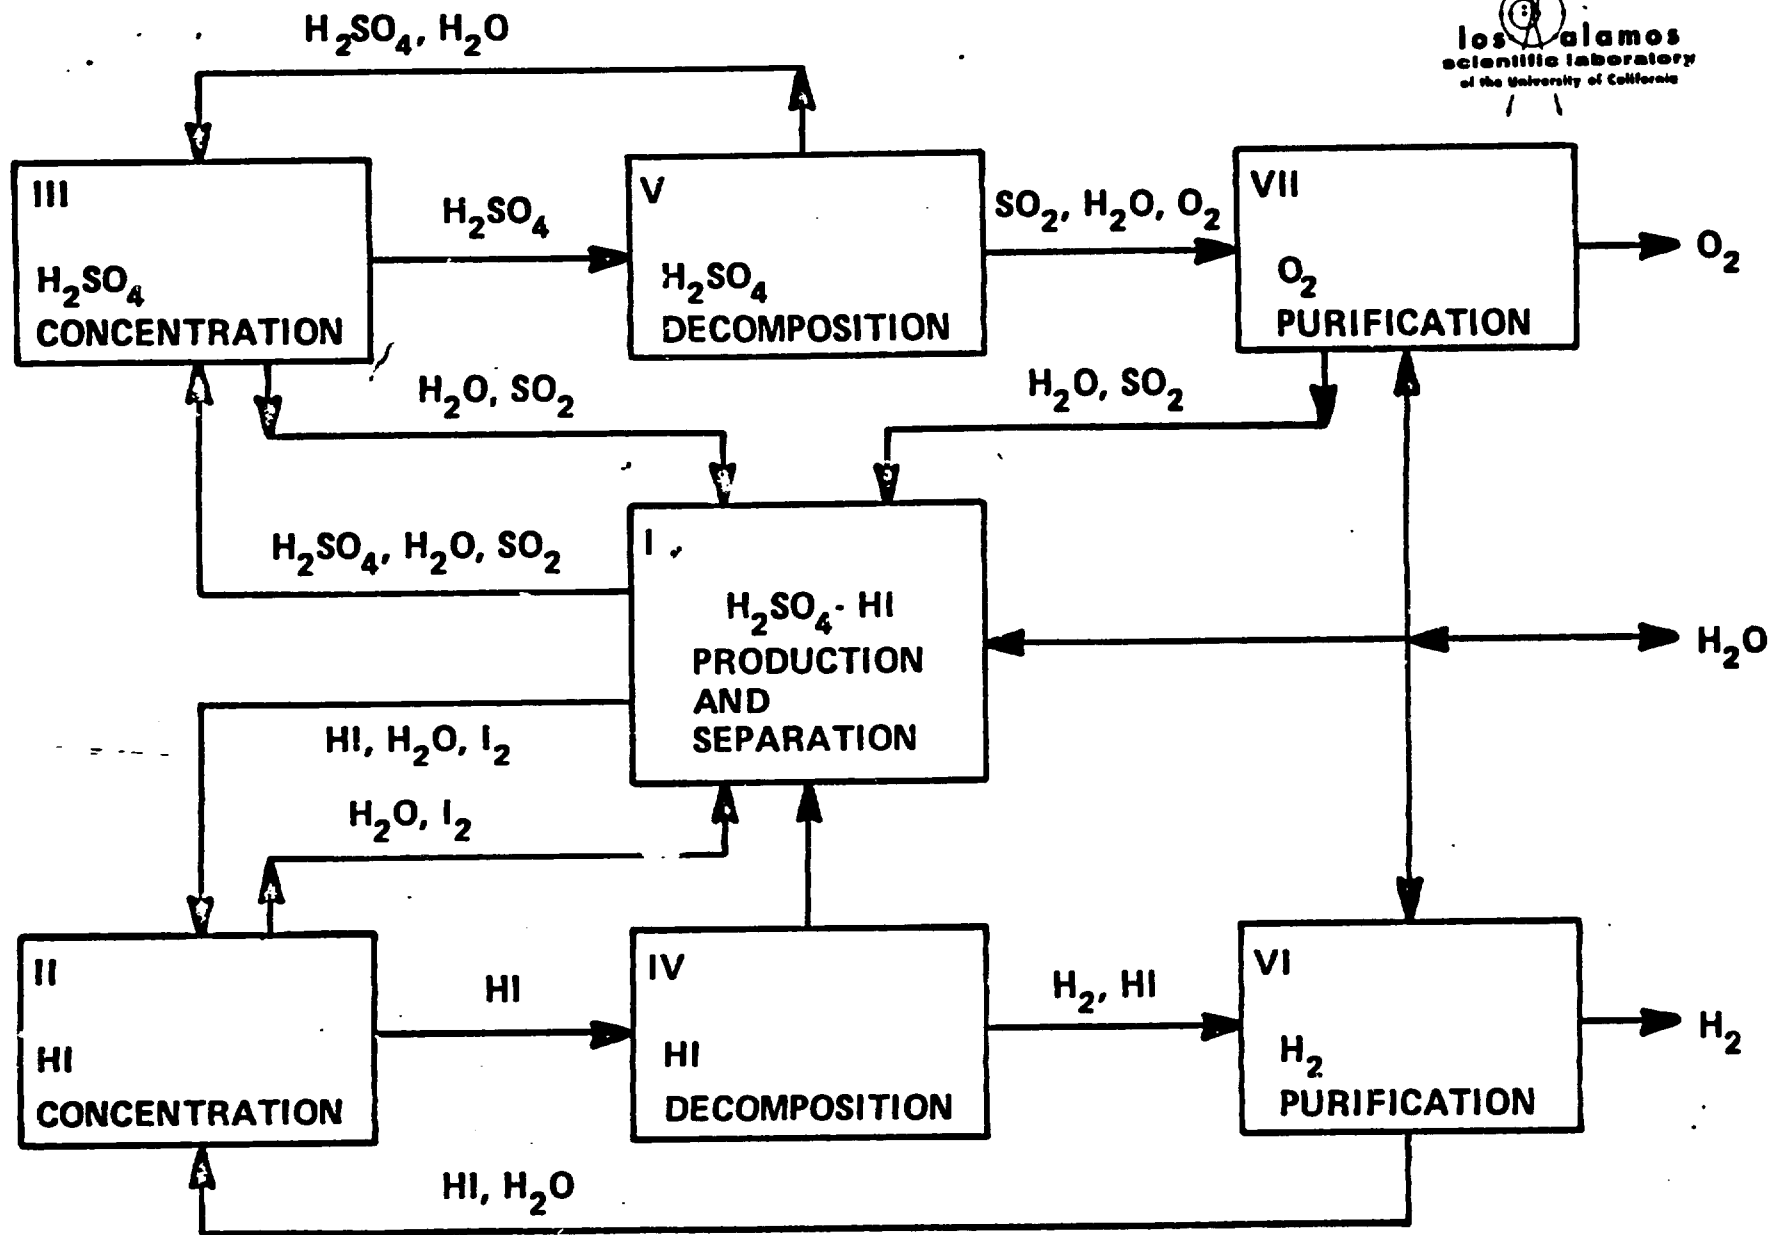 H₂SO₄, H₂O
los alamos
scientific laboratory
of the University of California
III
H₂SO₄
CONCENTRATION
H₂SO₄
V
H₂SO₄
DECOMPOSITION
SO₂, H₂O, O₂
VII
O₂
PURIFICATION
O₂
H₂O, SO₂
H₂O, SO₂
H₂SO₄, H₂O, SO₂
I
H₂SO₄- HI
PRODUCTION
AND
SEPARATION
H₂O
HI, H₂O, I₂
H₂O, I₂
II
HI
CONCENTRATION
HI
IV
HI
DECOMPOSITION
H₂, HI
VI
H₂
PURIFICATION
H₂
HI, H₂O